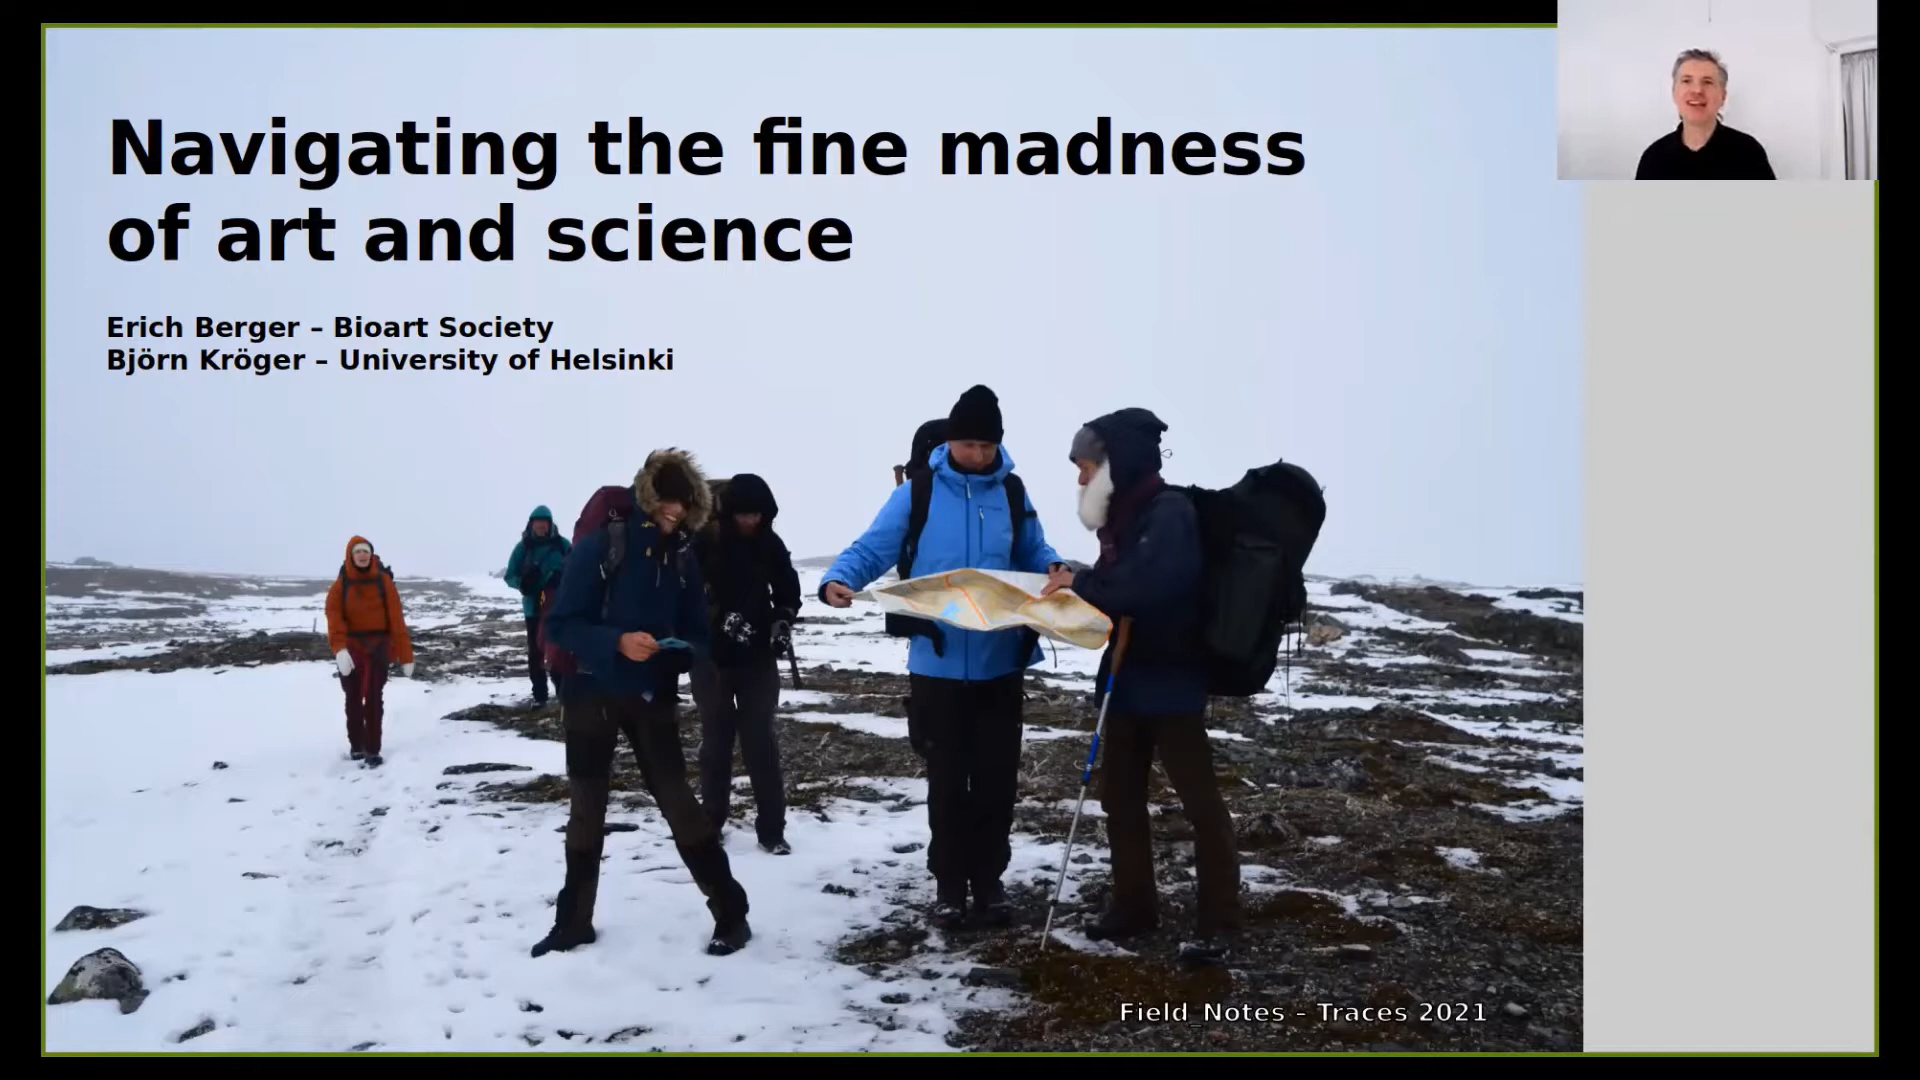 Navigating the fine madness
of art and science
Erich Berger – Bioart Society
Björn Kröger – University of Helsinki
Field_Notes - Traces 2021